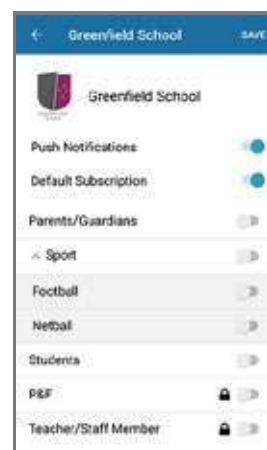 Greenfield School SAVE
Greenfield School
Push Notifications
Default Subscription
Parents/Guardians
Sport
Football
Netball
Students
P&F
Teacher/Staff Member